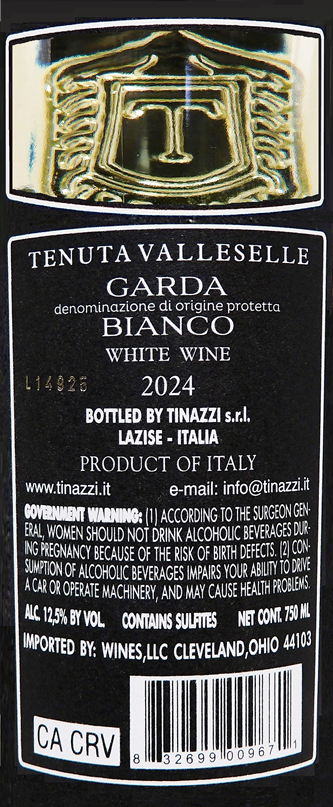 T
TENUTA VALLESELLE
GARDA
denominazione di origine protetta
BIANCO
WHITE WINE
L14925
2024
BOTTLED BY TINAZZI s.r.l.
LAZISE - ITALIA
PRODUCT OF ITALY
www.tinazzi.it e-mail: info@tinazzi.it
GOVERNMENT WARNING: (1) ACCORDING TO THE SURGEON GEN-
ERAL, WOMEN SHOULD NOT DRINK ALCOHOLIC BEVERAGES DUR-
ING PREGNANCY BECAUSE OF THE RISK OF BIRTH DEFECTS. (2) CON-
SUMPTION OF ALCOHOLIC BEVERAGES IMPAIRS YOUR ABILITY TO DRIVE
A CAR OR OPERATE MACHINERY, AND MAY CAUSE HEALTH PROBLEMS.
ALC. 12,5% BY VOL. CONTAINS SULFITES NET CONT. 750 ML
IMPORTED BY: WINES,LLC CLEVELAND,OHIO 44103
CA CRV
8 32699 00967 1